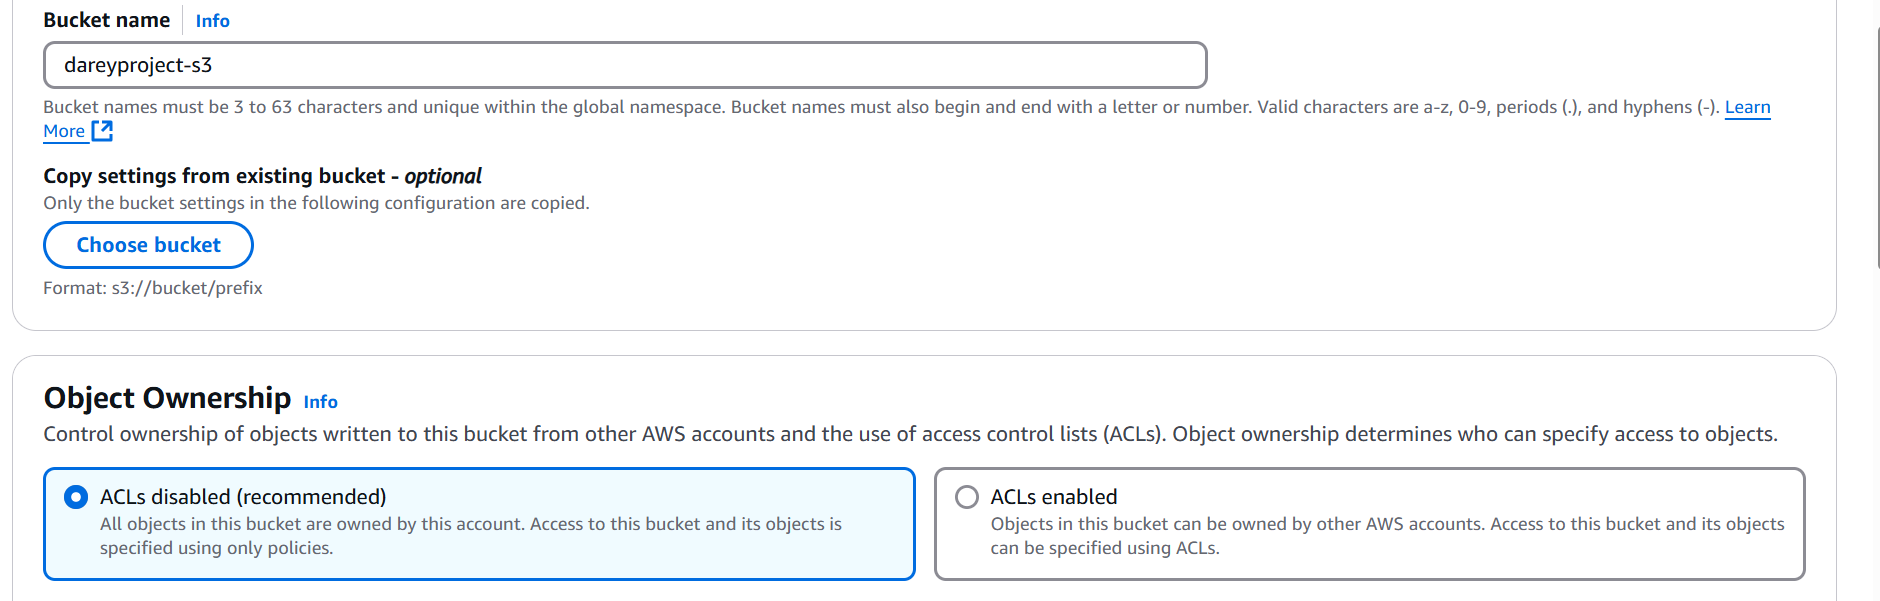 Bucket name Info
dareyproject-s3
Bucket names must be 3 to 63 characters and unique within the global namespace. Bucket names must also begin and end with a letter or number. Valid characters are a-z, 0-9, periods (.), and hyphens (-). Learn
More
Copy settings from existing bucket - optional
Only the bucket settings in the following configuration are copied.
Choose bucket
Format: s3://bucket/prefix
Object Ownership Info
Control ownership of objects written to this bucket from other AWS accounts and the use of access control lists (ACLs). Object ownership determines who can specify access to objects.
ACLs disabled (recommended)
All objects in this bucket are owned by this account. Access to this bucket and its objects is
specified using only policies.
ACLs enabled
Objects in this bucket can be owned by other AWS accounts. Access to this bucket and its objects
can be specified using ACLs.